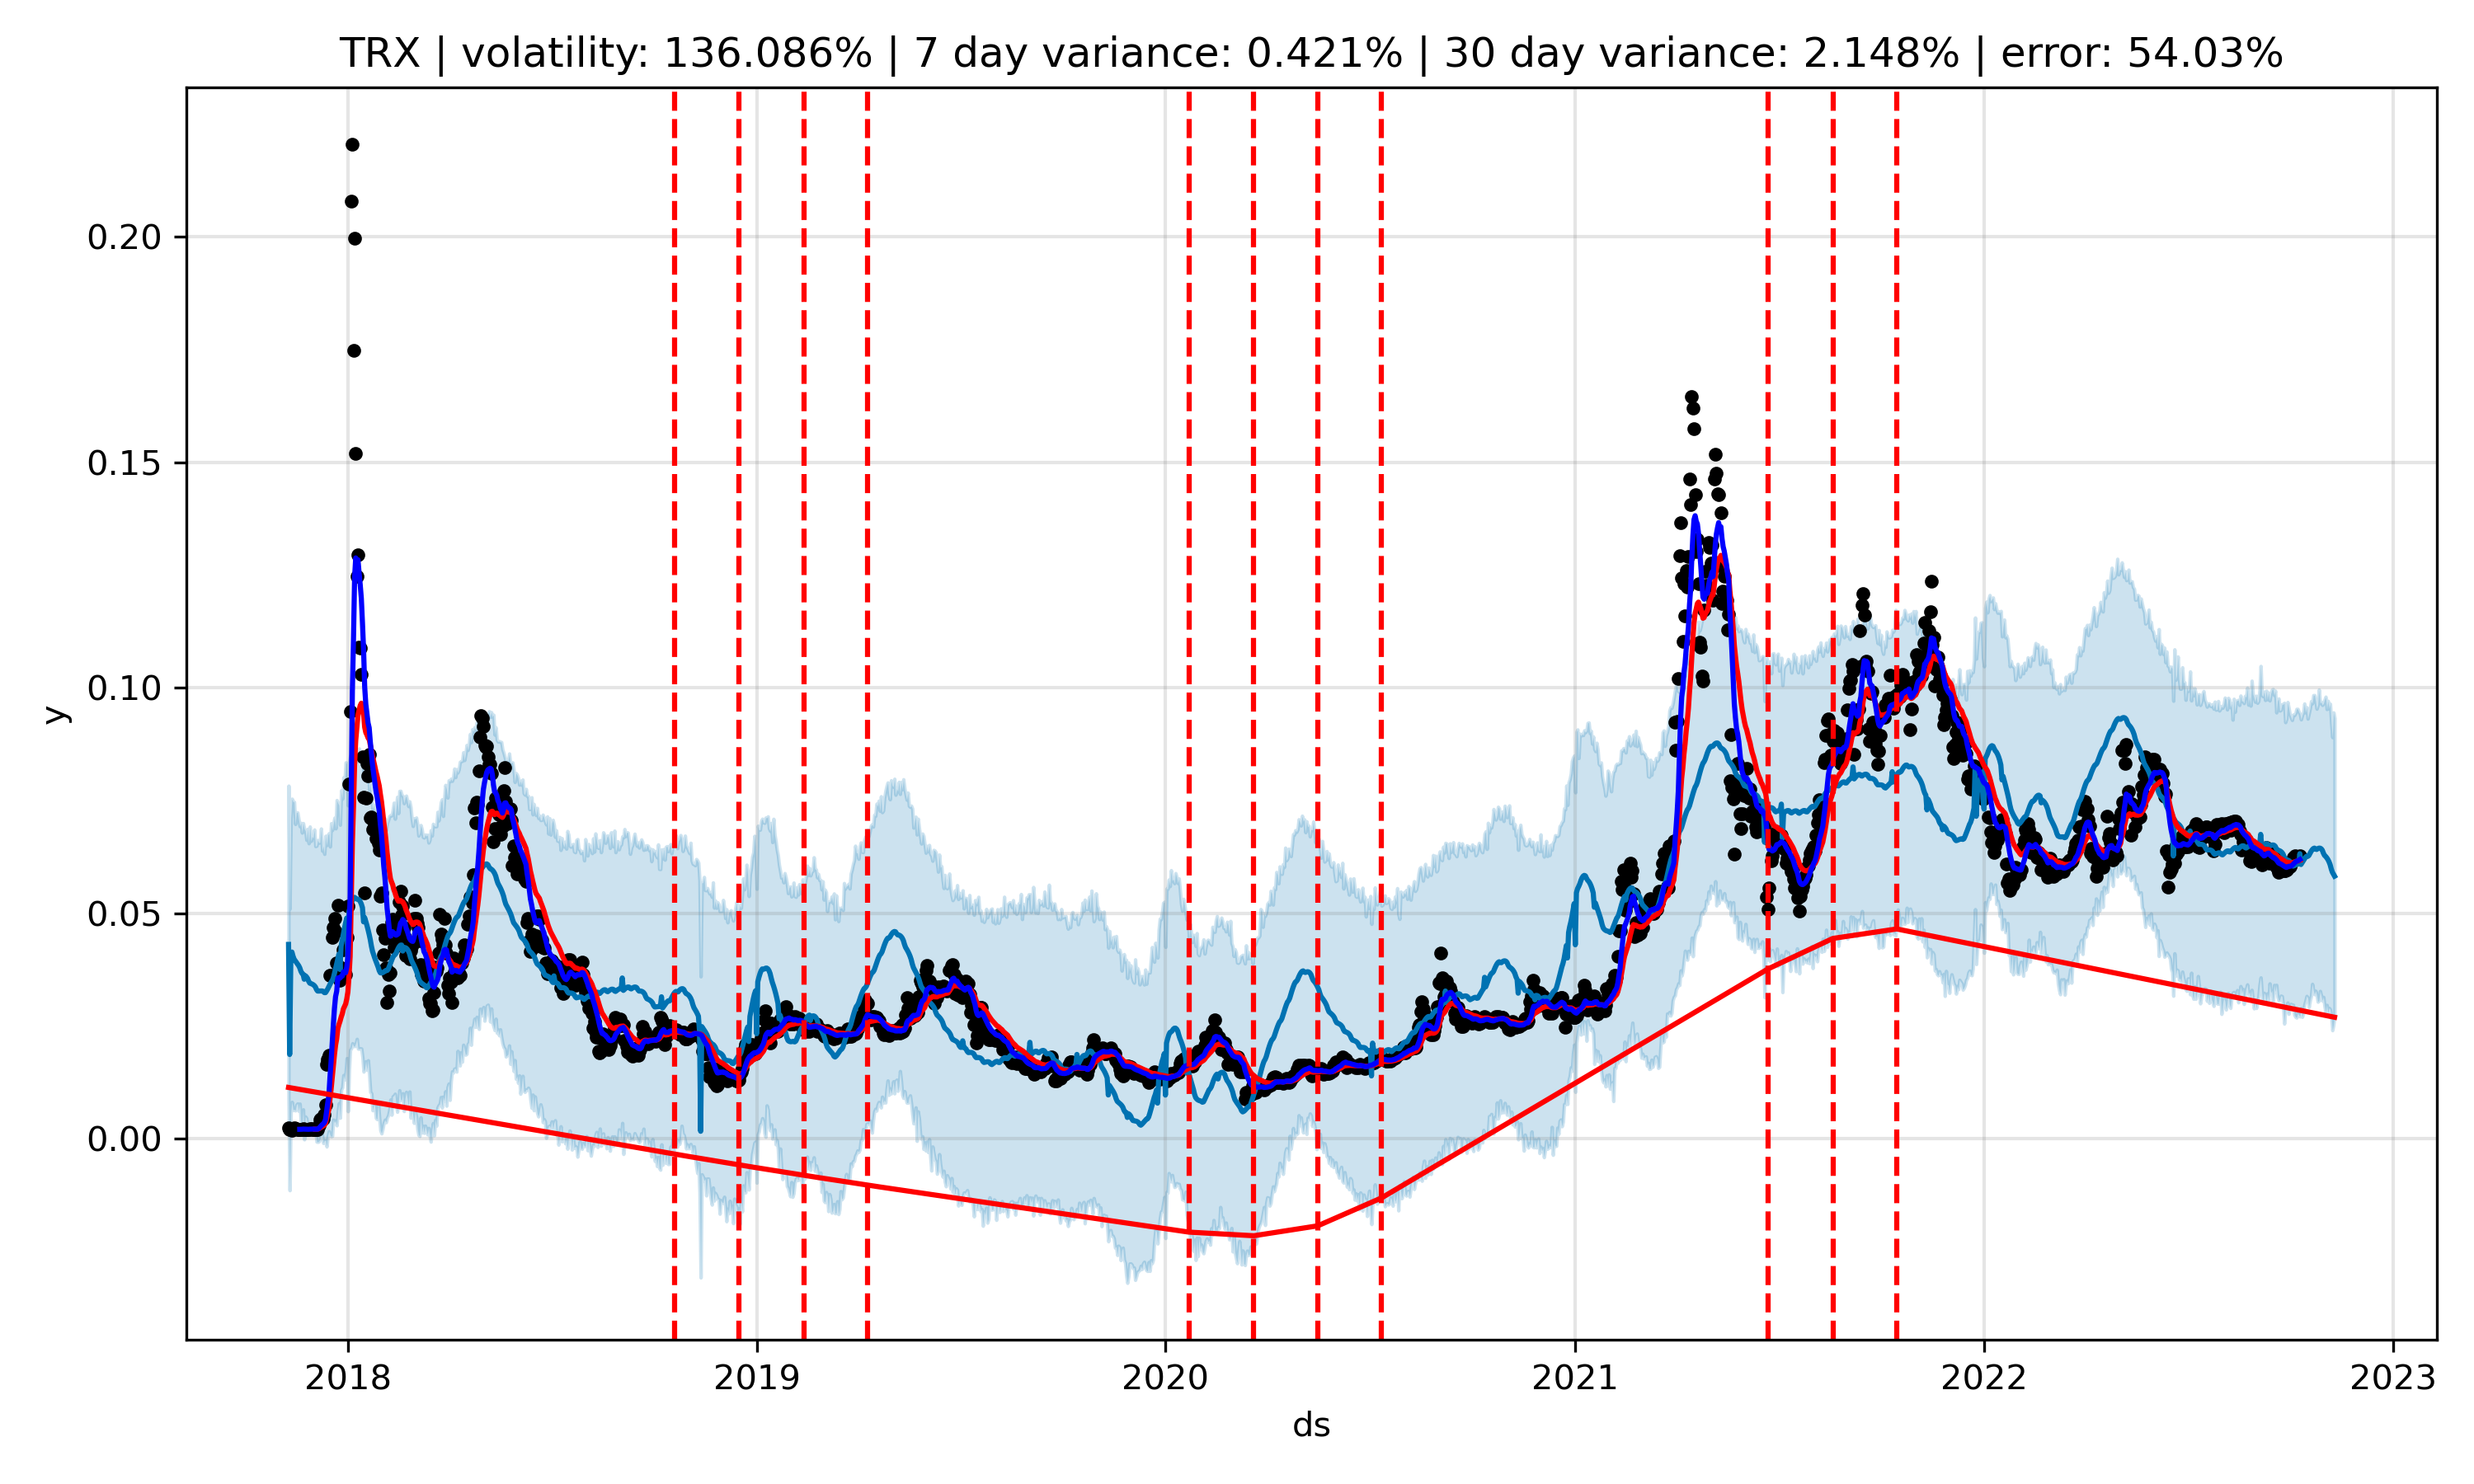 TRX | volatility: 136.086% | 7 day variance: 0.421% | 30 day variance: 2.148% | error: 54.03%
0.20
0.15
0.10
0.05
0.00
y
2018 2019 2020 2021 2022 2023
ds